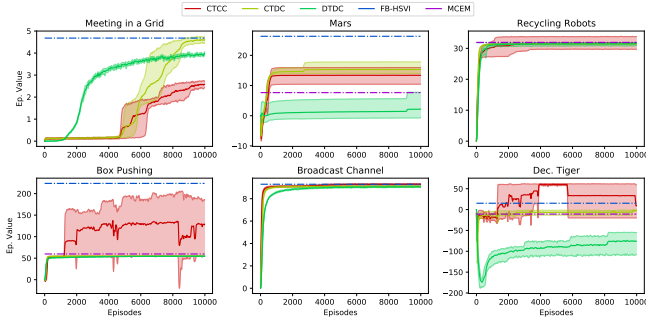 CTCC CTDC DTDC FB-HSVI MCEM
Meeting in a Grid Mars Recycling Robots
Ep. Value
5
4
3
2
1
0
0 2000 4000 6000 8000 10000
30
20
10
0
−10
0 2000 4000 6000 8000 10000
30
20
10
0
0 2000 4000 6000 8000 10000
Box Pushing Broadcast Channel Dec. Tiger
Ep. Value
200
150
100
50
0
0 2000 4000 6000 8000 10000
Episodes
8
6
4
2
0
0 2000 4000 6000 8000 10000
Episodes
50
0
−50
−100
−150
−200
0 2000 4000 6000 8000 10000
Episodes